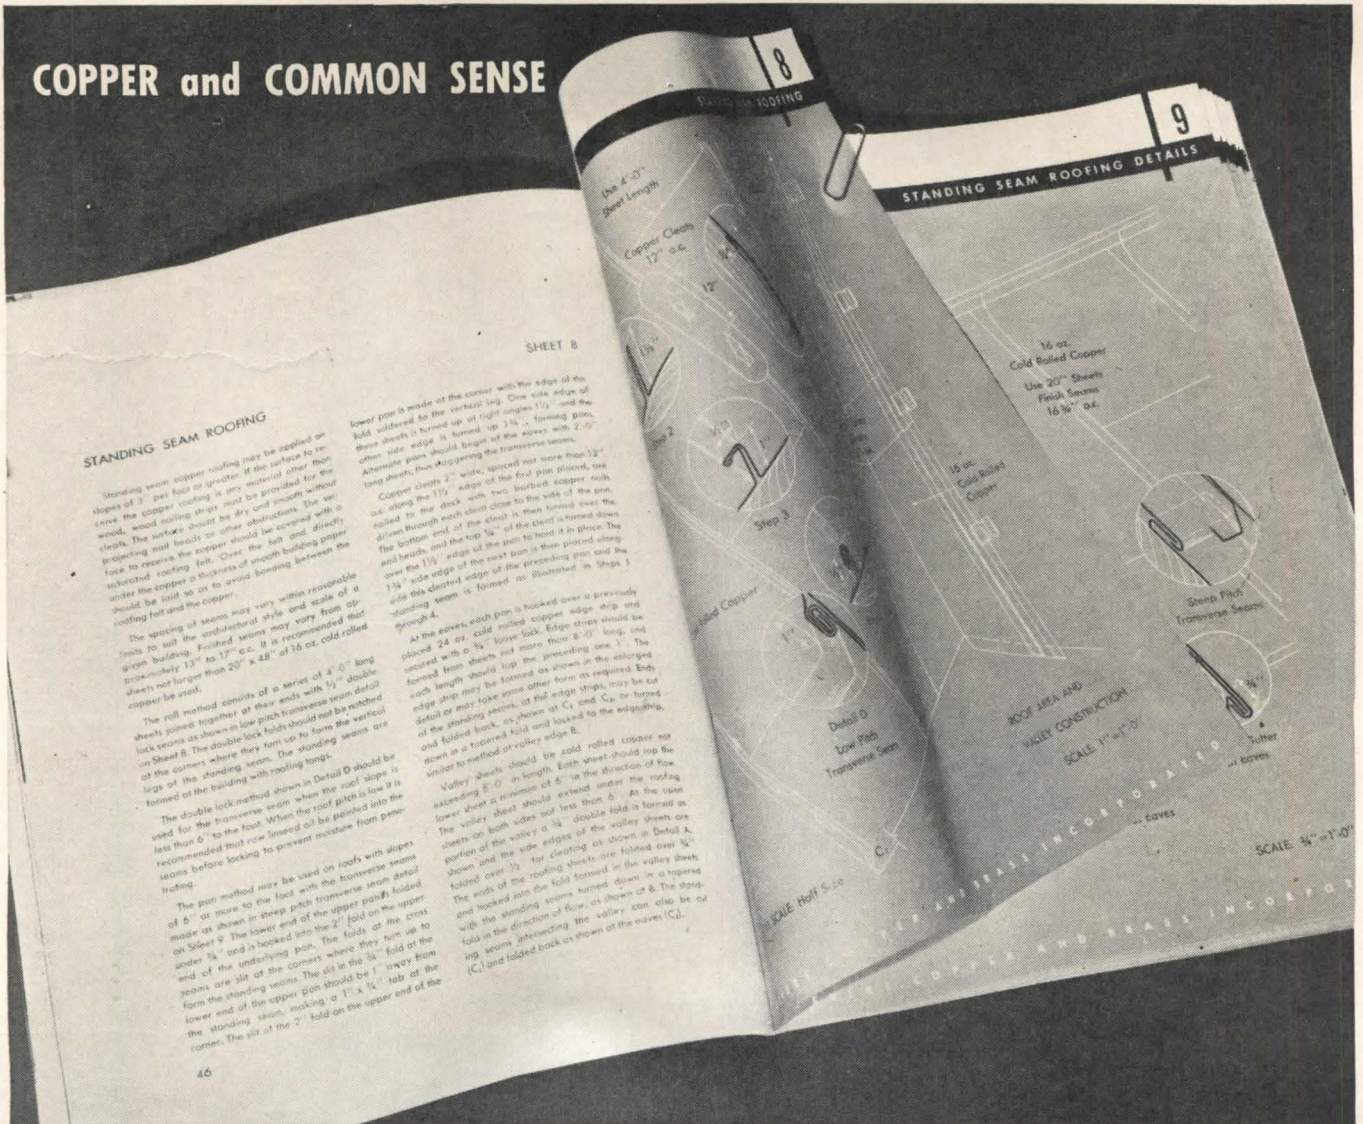 COPPER and COMMON SENSE
SHEET 8
STANDING SEAM ROOFING
Standing seam copper roofing may be applied on
slopes of 3" per foot or greater. If the surface to re-
ceive the copper roofing is any material other than
wood, wood nailing strips must be provided for the
cleats. The surface should be dry and smooth without
projecting nail heads or other obstructions. The sur-
face to receive the copper should be covered with a
saturated roofing felt. Over the felt and directly
under the copper a thickness of smooth building paper
should be laid so as to avoid bonding between the
roofing felt and the copper.
The spacing of seams may vary within reasonable
limits to suit the architectural style and scale of a
given building. Finished seams may vary from ap-
proximately 13" to 17" o.c. It is recommended that
sheets not larger than 20" x 48" of 16 oz. cold rolled
copper be used.
The roll method consists of a series of 4'-0" long
sheets joined together at their ends with ½" double
lock seams as shown in low pitch transverse seam detail
on Sheet 8. The double lock folds should not be notched
at the corners where they turn up to form the vertical
legs of the standing seam. The standing seams are
formed at the building with roofing tongs.
The double lock method shown in Detail D should be
used for the transverse seam when the roof slope is
less than 6" to the foot. When the roof pitch is low it is
recommended that raw linseed oil be painted into the
seams before locking to prevent moisture from pene-
trating.
The pan method may be used on roofs with slopes
of 6" or more to the foot with the transverse seams
made as shown in steep pitch transverse seam detail
on Sheet 9. The lower end of the upper pan is folded
under ¾" and is hooked into the 2" fold on the upper
end of the underlying pan. The folds at the cross
seams are slit at the corners where they turn up to
form the standing seams. The slit in the ¾" fold at the
lower end of the upper pan should be 1" away from
the standing seam, making a 1" x ¾" tab at the
corner. The slit at the 2" fold on the upper end of the
46
lower pan is made at the corner with the edge of the
fold soldered to the vertical leg. One side edge of
these sheets is turned up at right angles 1½" and the
other side edge is turned up 1¾", forming pans.
Alternate pans should begin at the eaves with 2'-0"
long sheets, thus staggering the transverse seams.
Copper cleats 2" wide, spaced not more than 12"
o.c. along the 1½" edge of the first pan placed, are
nailed to the deck with two barbed copper nails
driven through each cleat close to the side of the pan.
The bottom end of the cleat is then turned over the
nail heads, and the top ¼" of the cleat is turned down
over the 1½" edge of the pan to hold it in place. The
1¾" side edge of the next pan is then placed along-
side this cleated edge of the preceding pan and the
standing seam is formed as illustrated in Steps 1
through 4.
At the eaves, each pan is hooked over a previously
placed 24 oz. cold rolled copper edge strip and
secured with a ¾" loose lock. Edge strips should be
formed from sheets not more than 8'-0" long, and
each length should lap the preceding one 1". The
edge strip may be formed as shown in the enlarged
detail or may take some other form as required. Ends
of the standing seams, at the edge strips, may be cut
and folded back, as shown at C₁ and C₂, or turned
down in a tapered fold and locked to the edge strip,
similar to method at valley edge B.
Valley sheets should be cold rolled copper not
exceeding 8'-0" in length. Each sheet should lap the
lower sheet a minimum of 6" in the direction of flow.
The valley sheet should extend under the roofing
sheets on both sides not less than 6". At the open
portion of the valley a ¾" double fold is formed as
shown and the side edges of the valley sheets are
folded over ½" for cleating as shown in Detail A.
The ends of the roofing sheets are folded over ¾"
and hooked into the fold formed in the valley sheets
with the standing seams turned down in a tapered
fold in the direction of flow, as shown at B. The stand-
ing seams intersecting the valley can also be cut
(C₁) and folded back as shown at the eaves (C₂).
8
ROOFING
Use 4'-0"
Sheet Length
Copper Cleats
12" o.c.
12"
1½"
Step 3
1"
Detail D
Low Pitch
Transverse Seam
SCALE: Half Size
C₁
16 oz.
Cold Rolled
Copper
ROOF AREA AND
VALLEY CONSTRUCTION
SCALE: 1"=1'-0"
AND BRASS INCORPORATED
9
STANDING SEAM ROOFING DETAILS
16 oz.
Cold Rolled Copper
Use 20" Sheets
Finish Seams
16¾" o.c.
Steep Pitch
Transverse Seams
¾"
Gutter
eaves
eaves
SCALE: ¾"=1'-0"
COPPER AND BRASS INCORPOR